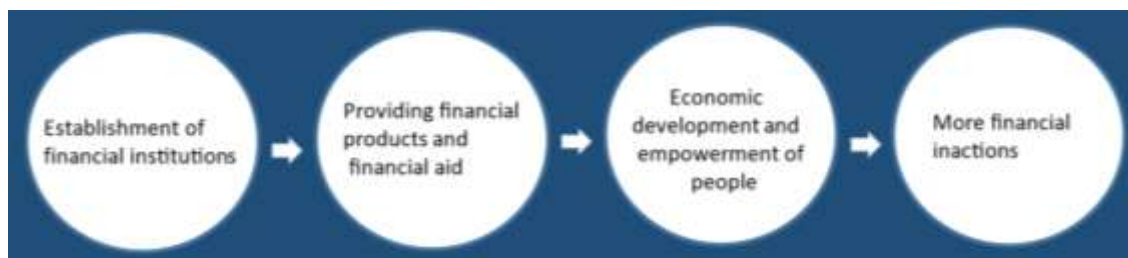 Establishment of
financial institutions
Providing financial
products and
financial aid
Economic
development and
empowerment of
people
More financial
inactions